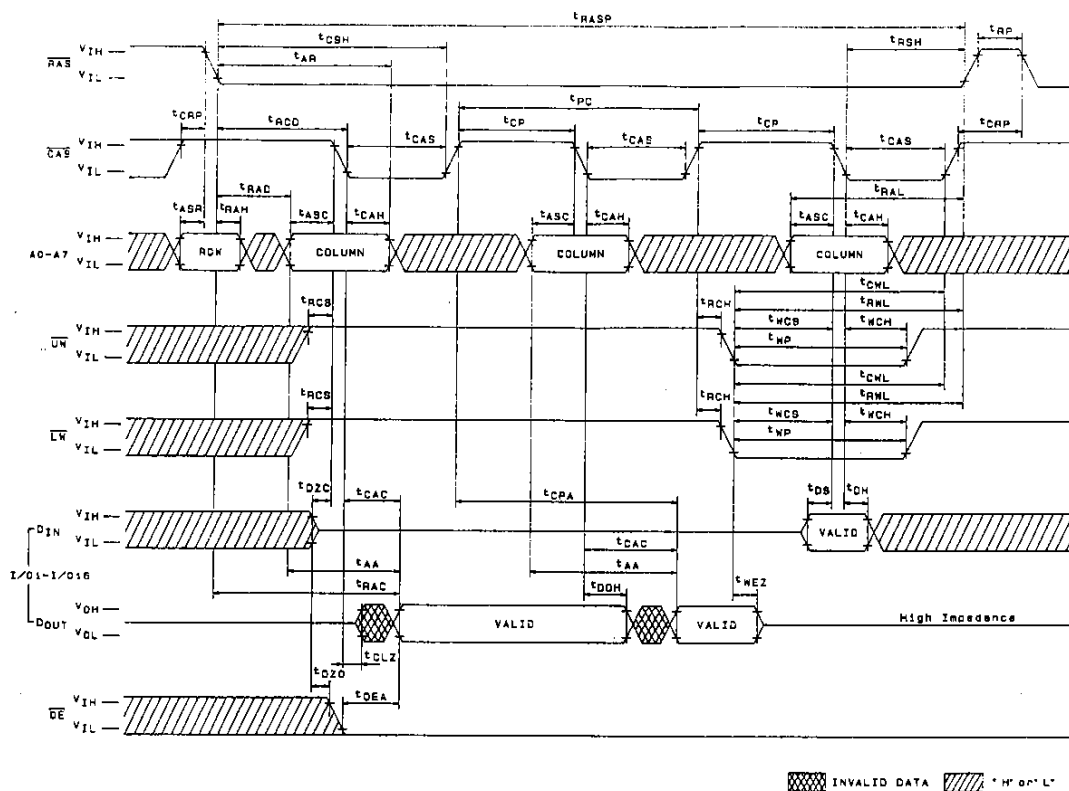 tRASP
tCSH tRSH tRP
tAR
RAS VIH
VIL
tPC
tCRP tRCD tCAS tCP tCAS tCP tCAS tCRP
CAS VIH
VIL
tRAD tRAL
tASR tRAH tASC tCAH tASC tCAH tASC tCAH
A0-A7 VIH
VIL
ROW COLUMN COLUMN COLUMN
tCWL
tRCS tRCH tRWL
tWCS tWCH
tWP
UW VIH
VIL
tCWL
tRCS tRCH tRWL
tWCS tWCH
tWP
LW VIH
VIL
tDZC tCAC tCPA tDS tDH
DIN VIH
VIL
VALID
I/O1-I/O16
tCAC
tAA tAA
tRAC tDOH tWEZ
DOUT VOH
VOL
VALID VALID High Impedance
tCLZ
tDZO tOEA
OE VIH
VIL
INVALID DATA "H" or "L"